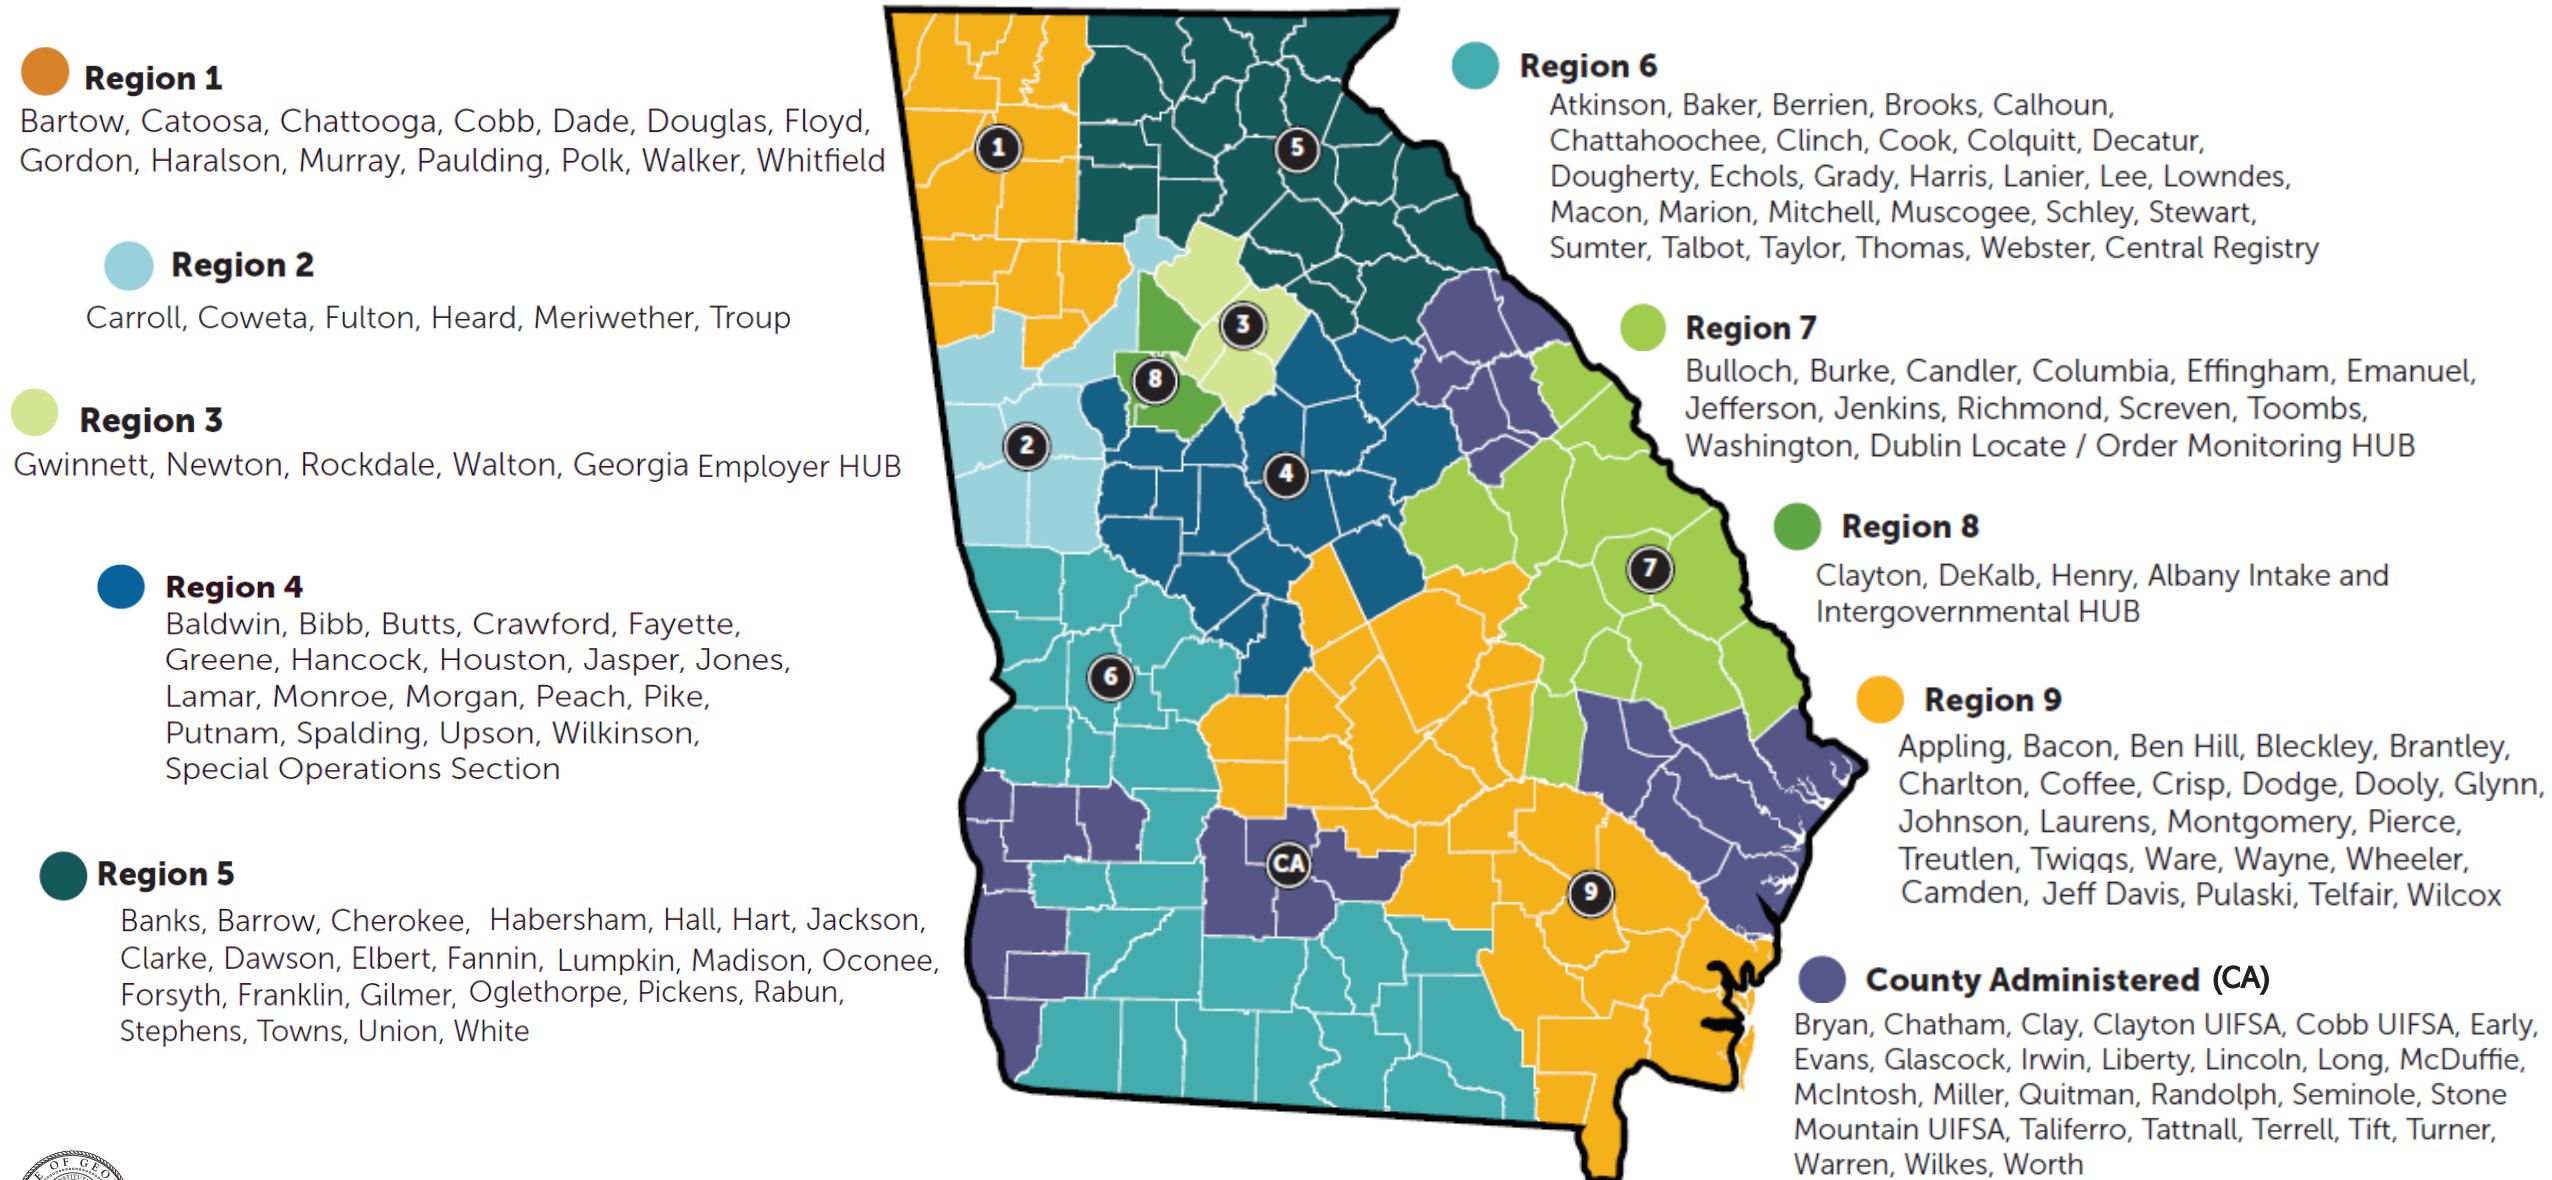 Region 1
Bartow, Catoosa, Chattooga, Cobb, Dade, Douglas, Floyd,
Gordon, Haralson, Murray, Paulding, Polk, Walker, Whitfield
Region 2
Carroll, Coweta, Fulton, Heard, Meriwether, Troup
Region 3
Gwinnett, Newton, Rockdale, Walton, Georgia Employer HUB
Region 4
Baldwin, Bibb, Butts, Crawford, Fayette,
Greene, Hancock, Houston, Jasper, Jones,
Lamar, Monroe, Morgan, Peach, Pike,
Putnam, Spalding, Upson, Wilkinson,
Special Operations Section
Region 5
Banks, Barrow, Cherokee, Habersham, Hall, Hart, Jackson,
Clarke, Dawson, Elbert, Fannin, Lumpkin, Madison, Oconee,
Forsyth, Franklin, Gilmer, Oglethorpe, Pickens, Rabun,
Stephens, Towns, Union, White
E OF GEO
1
5
3
8
2
4
7
6
CA
9
Region 6
Atkinson, Baker, Berrien, Brooks, Calhoun,
Chattahoochee, Clinch, Cook, Colquitt, Decatur,
Dougherty, Echols, Grady, Harris, Lanier, Lee, Lowndes,
Macon, Marion, Mitchell, Muscogee, Schley, Stewart,
Sumter, Talbot, Taylor, Thomas, Webster, Central Registry
Region 7
Bulloch, Burke, Candler, Columbia, Effingham, Emanuel,
Jefferson, Jenkins, Richmond, Screven, Toombs,
Washington, Dublin Locate / Order Monitoring HUB
Region 8
Clayton, DeKalb, Henry, Albany Intake and
Intergovernmental HUB
Region 9
Appling, Bacon, Ben Hill, Bleckley, Brantley,
Charlton, Coffee, Crisp, Dodge, Dooly, Glynn,
Johnson, Laurens, Montgomery, Pierce,
Treutlen, Twiggs, Ware, Wayne, Wheeler,
Camden, Jeff Davis, Pulaski, Telfair, Wilcox
County Administered (CA)
Bryan, Chatham, Clay, Clayton UIFSA, Cobb UIFSA, Early,
Evans, Glascock, Irwin, Liberty, Lincoln, Long, McDuffie,
McIntosh, Miller, Quitman, Randolph, Seminole, Stone
Mountain UIFSA, Taliferro, Tattnall, Terrell, Tift, Turner,
Warren, Wilkes, Worth